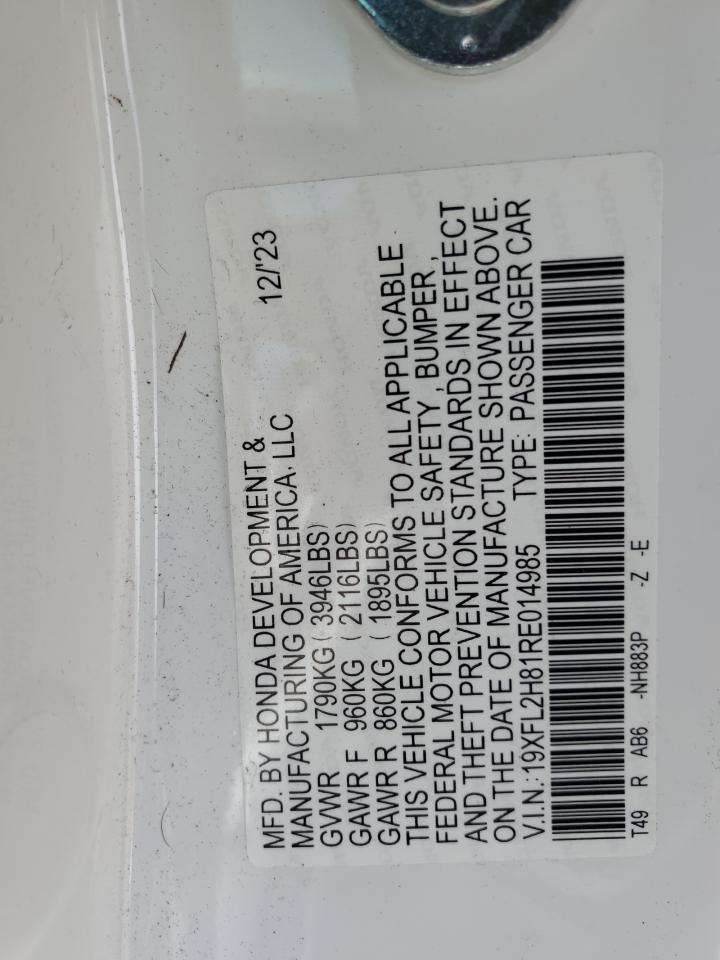 MFD. BY HONDA DEVELOPMENT &
MANUFACTURING OF AMERICA. LLC 12/'23
GVWR 1790KG ( 3946LBS)
GAWR F 960KG ( 2116LBS)
GAWR R 860KG ( 1895LBS)
THIS VEHICLE CONFORMS TO ALL APPLICABLE
FEDERAL MOTOR VEHICLE SAFETY , BUMPER ,
AND THEFT PREVENTION STANDARDS IN EFFECT
ON THE DATE OF MANUFACTURE SHOWN ABOVE.
V.I.N.:19XFL2H81RE014985 TYPE: PASSENGER CAR
T49 R AB6 -NH883P -Z -E